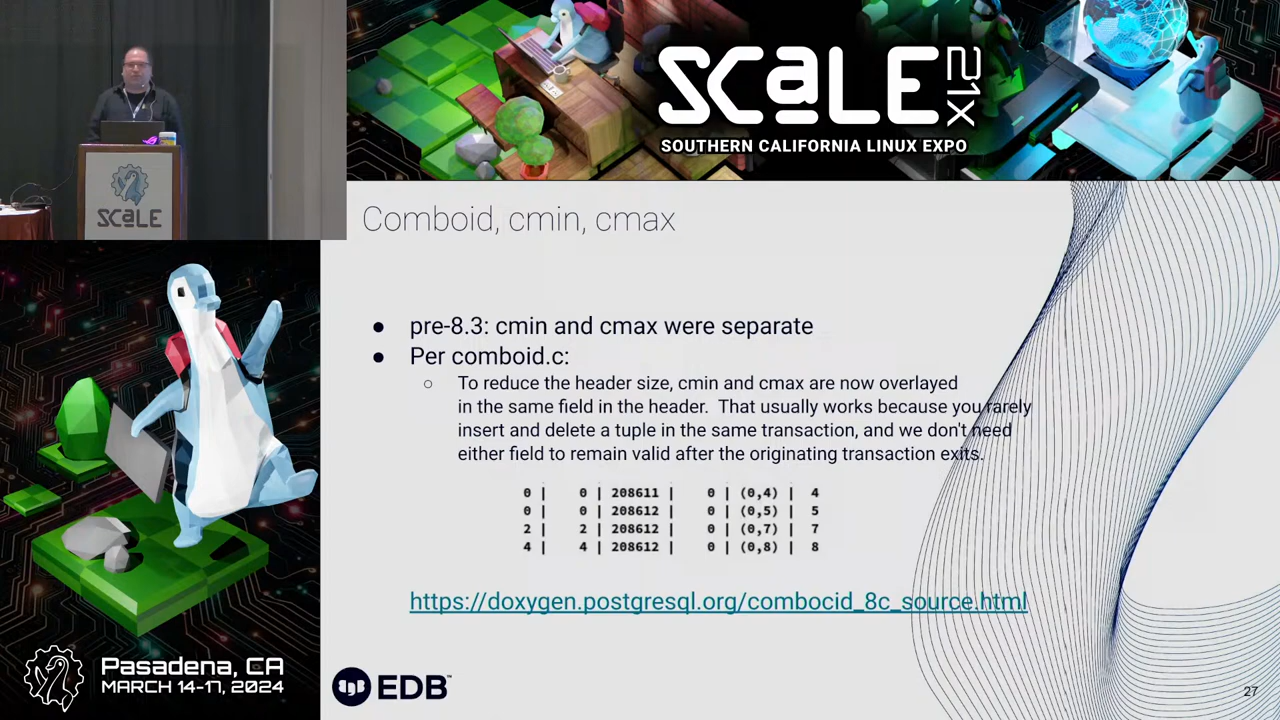 SCaLE 21X
SOUTHERN CALIFORNIA LINUX EXPO
SCaLE
Comboid, cmin, cmax
● pre-8.3: cmin and cmax were separate
● Per comboid.c:
○ To reduce the header size, cmin and cmax are now overlayed
in the same field in the header.  That usually works because you rarely
insert and delete a tuple in the same transaction, and we don't need
either field to remain valid after the originating transaction exits.
0 | 0 | 208611 | 0 | (0,4) | 4
0 | 0 | 208612 | 0 | (0,5) | 5
2 | 2 | 208612 | 0 | (0,7) | 7
4 | 4 | 208612 | 0 | (0,8) | 8
https://doxygen.postgresql.org/combocid_8c_source.html
Pasadena, CA
MARCH 14-17, 2024
EDB™
27